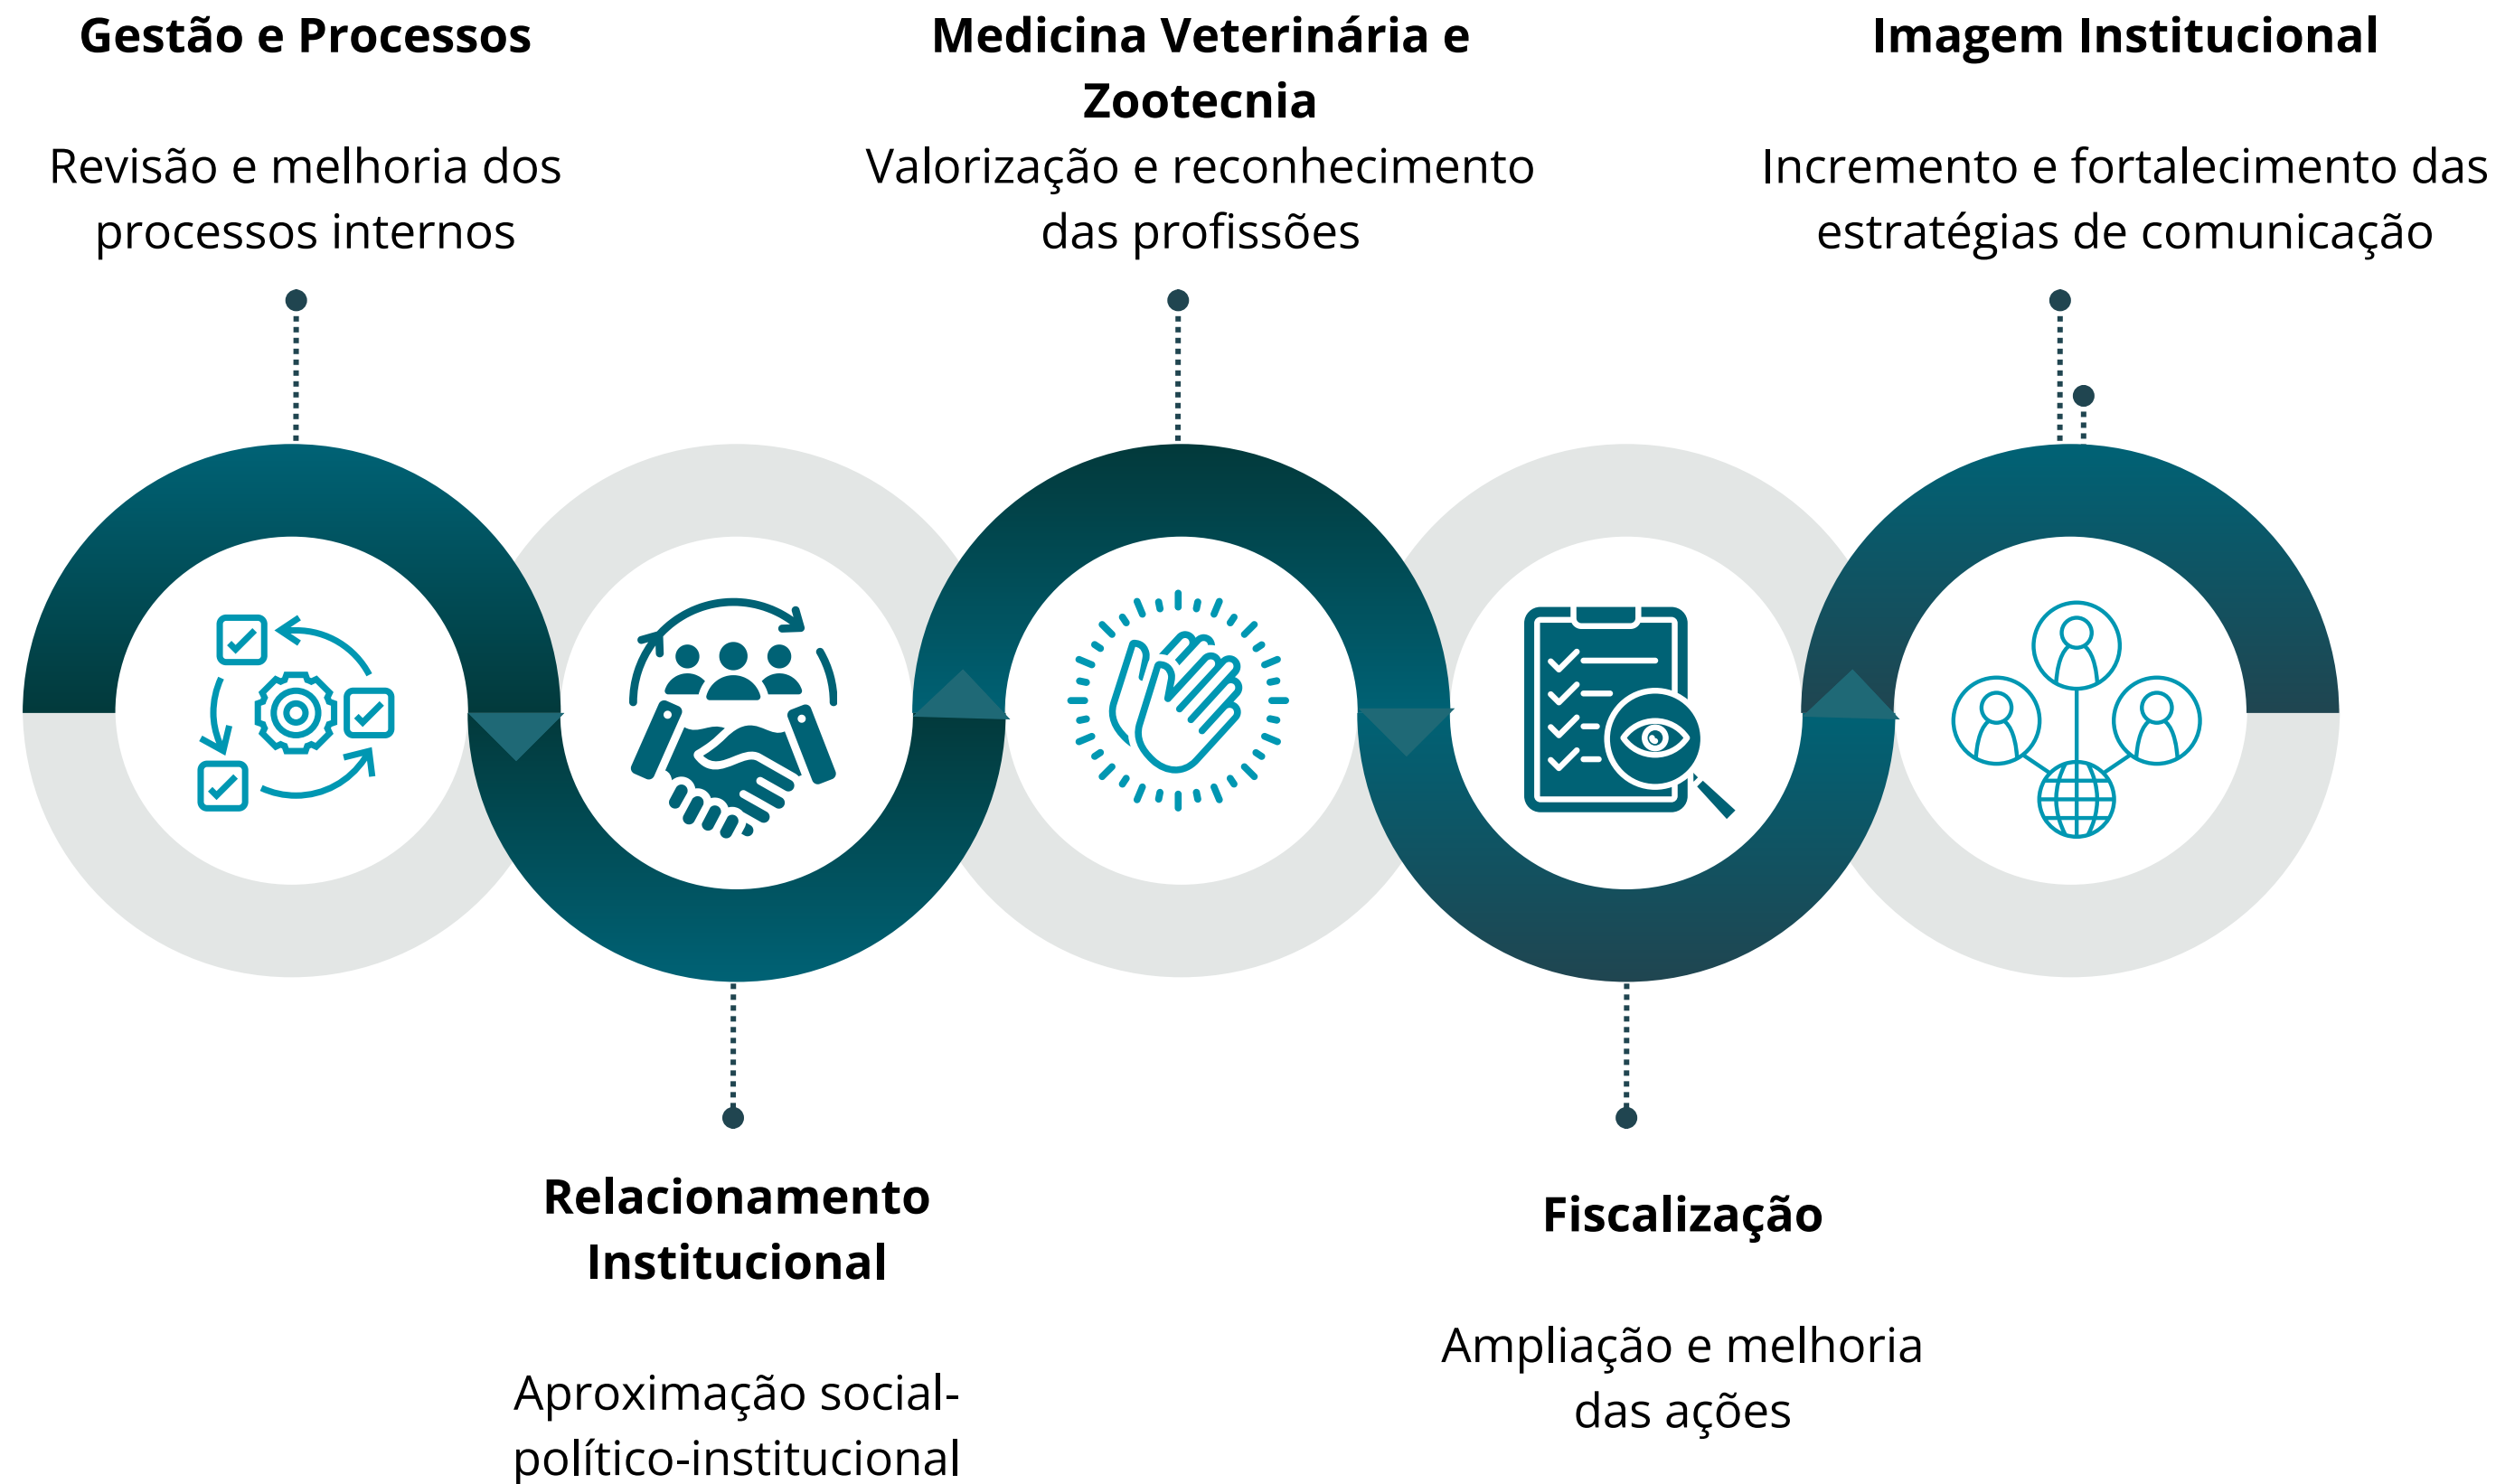 Gestão e Processos
Revisão e melhoria dos
processos internos
Medicina Veterinária e
Zootecnia
Valorização e reconhecimento
das profissões
Imagem Institucional
Incremento e fortalecimento das
estratégias de comunicação
Relacionamento
Institucional
Aproximação social-
político-institucional
Fiscalização
Ampliação e melhoria
das ações